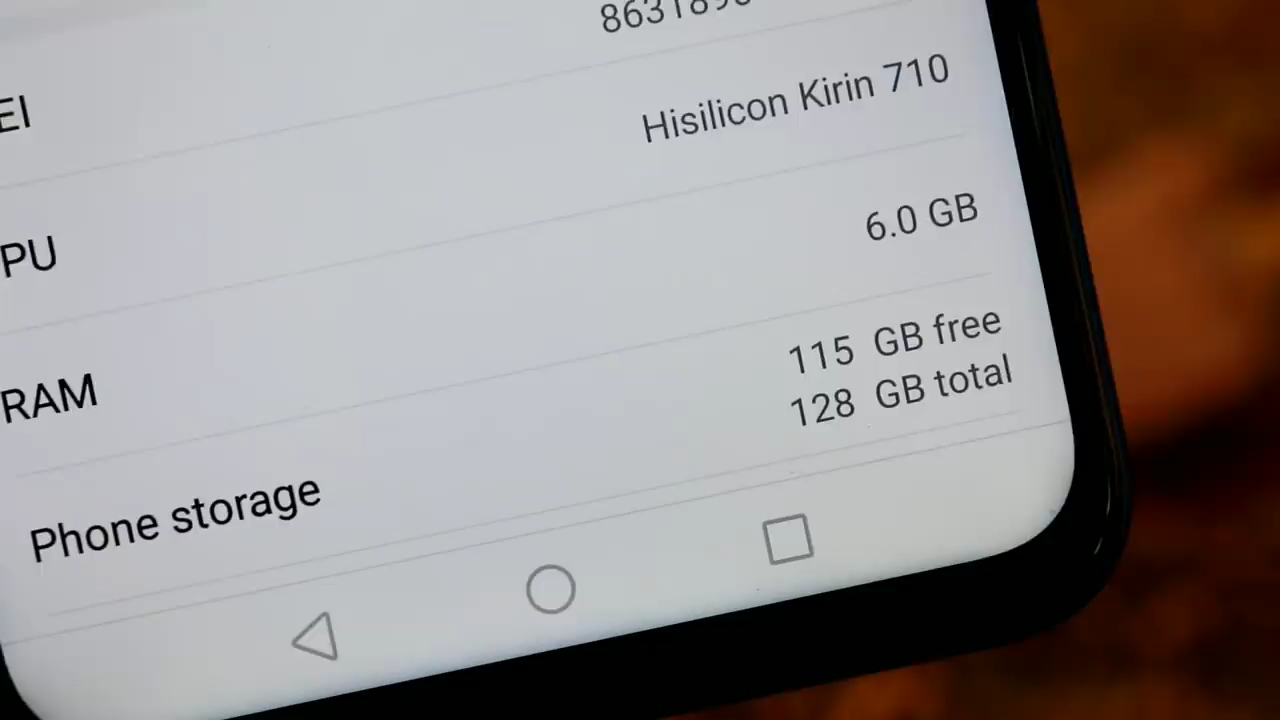 EI
Hisilicon Kirin 710
PU
6.0 GB
RAM
115 GB free
128 GB total
Phone storage